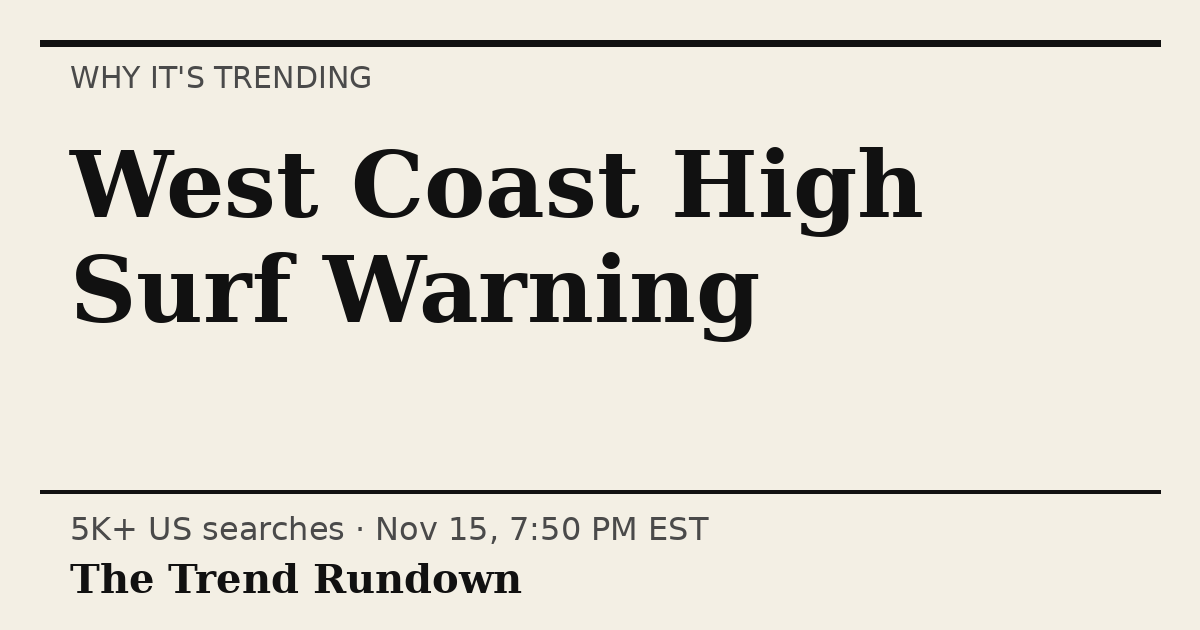 WHY IT'S TRENDING
West Coast High
Surf Warning
5K+ US searches · Nov 15, 7:50 PM EST
The Trend Rundown